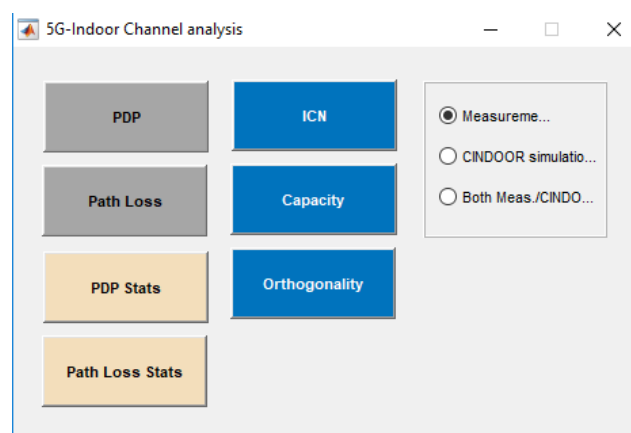 5G-Indoor Channel analysis
PDP
ICN
Measureme...
Path Loss
Capacity
CINDOOR simulatio...
Both Meas./CINDO...
PDP Stats
Orthogonality
Path Loss Stats